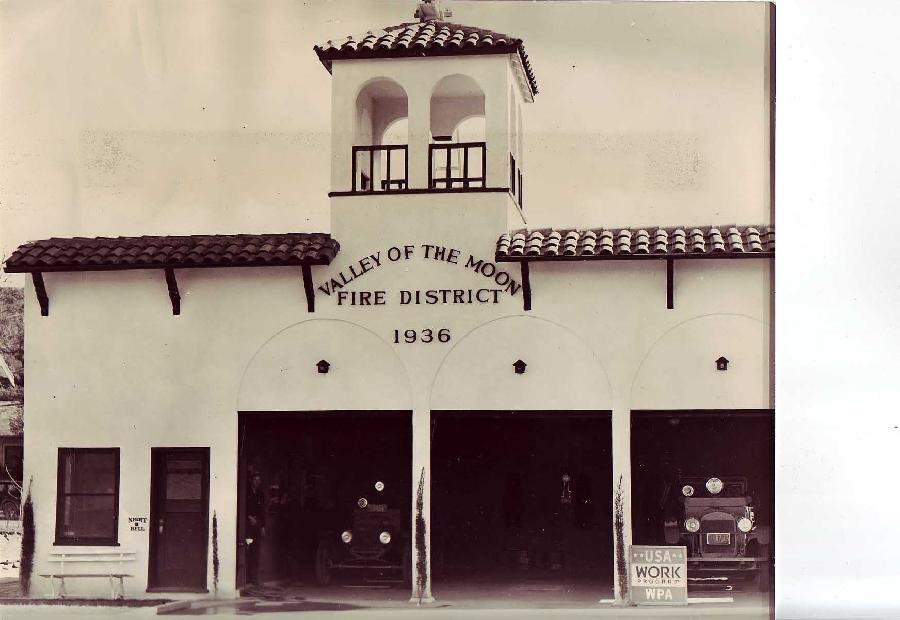 VALLEY OF THE MOON
FIRE DISTRICT
1936
NIGHT
BELL
USA
WORK
PROGRAM
WPA